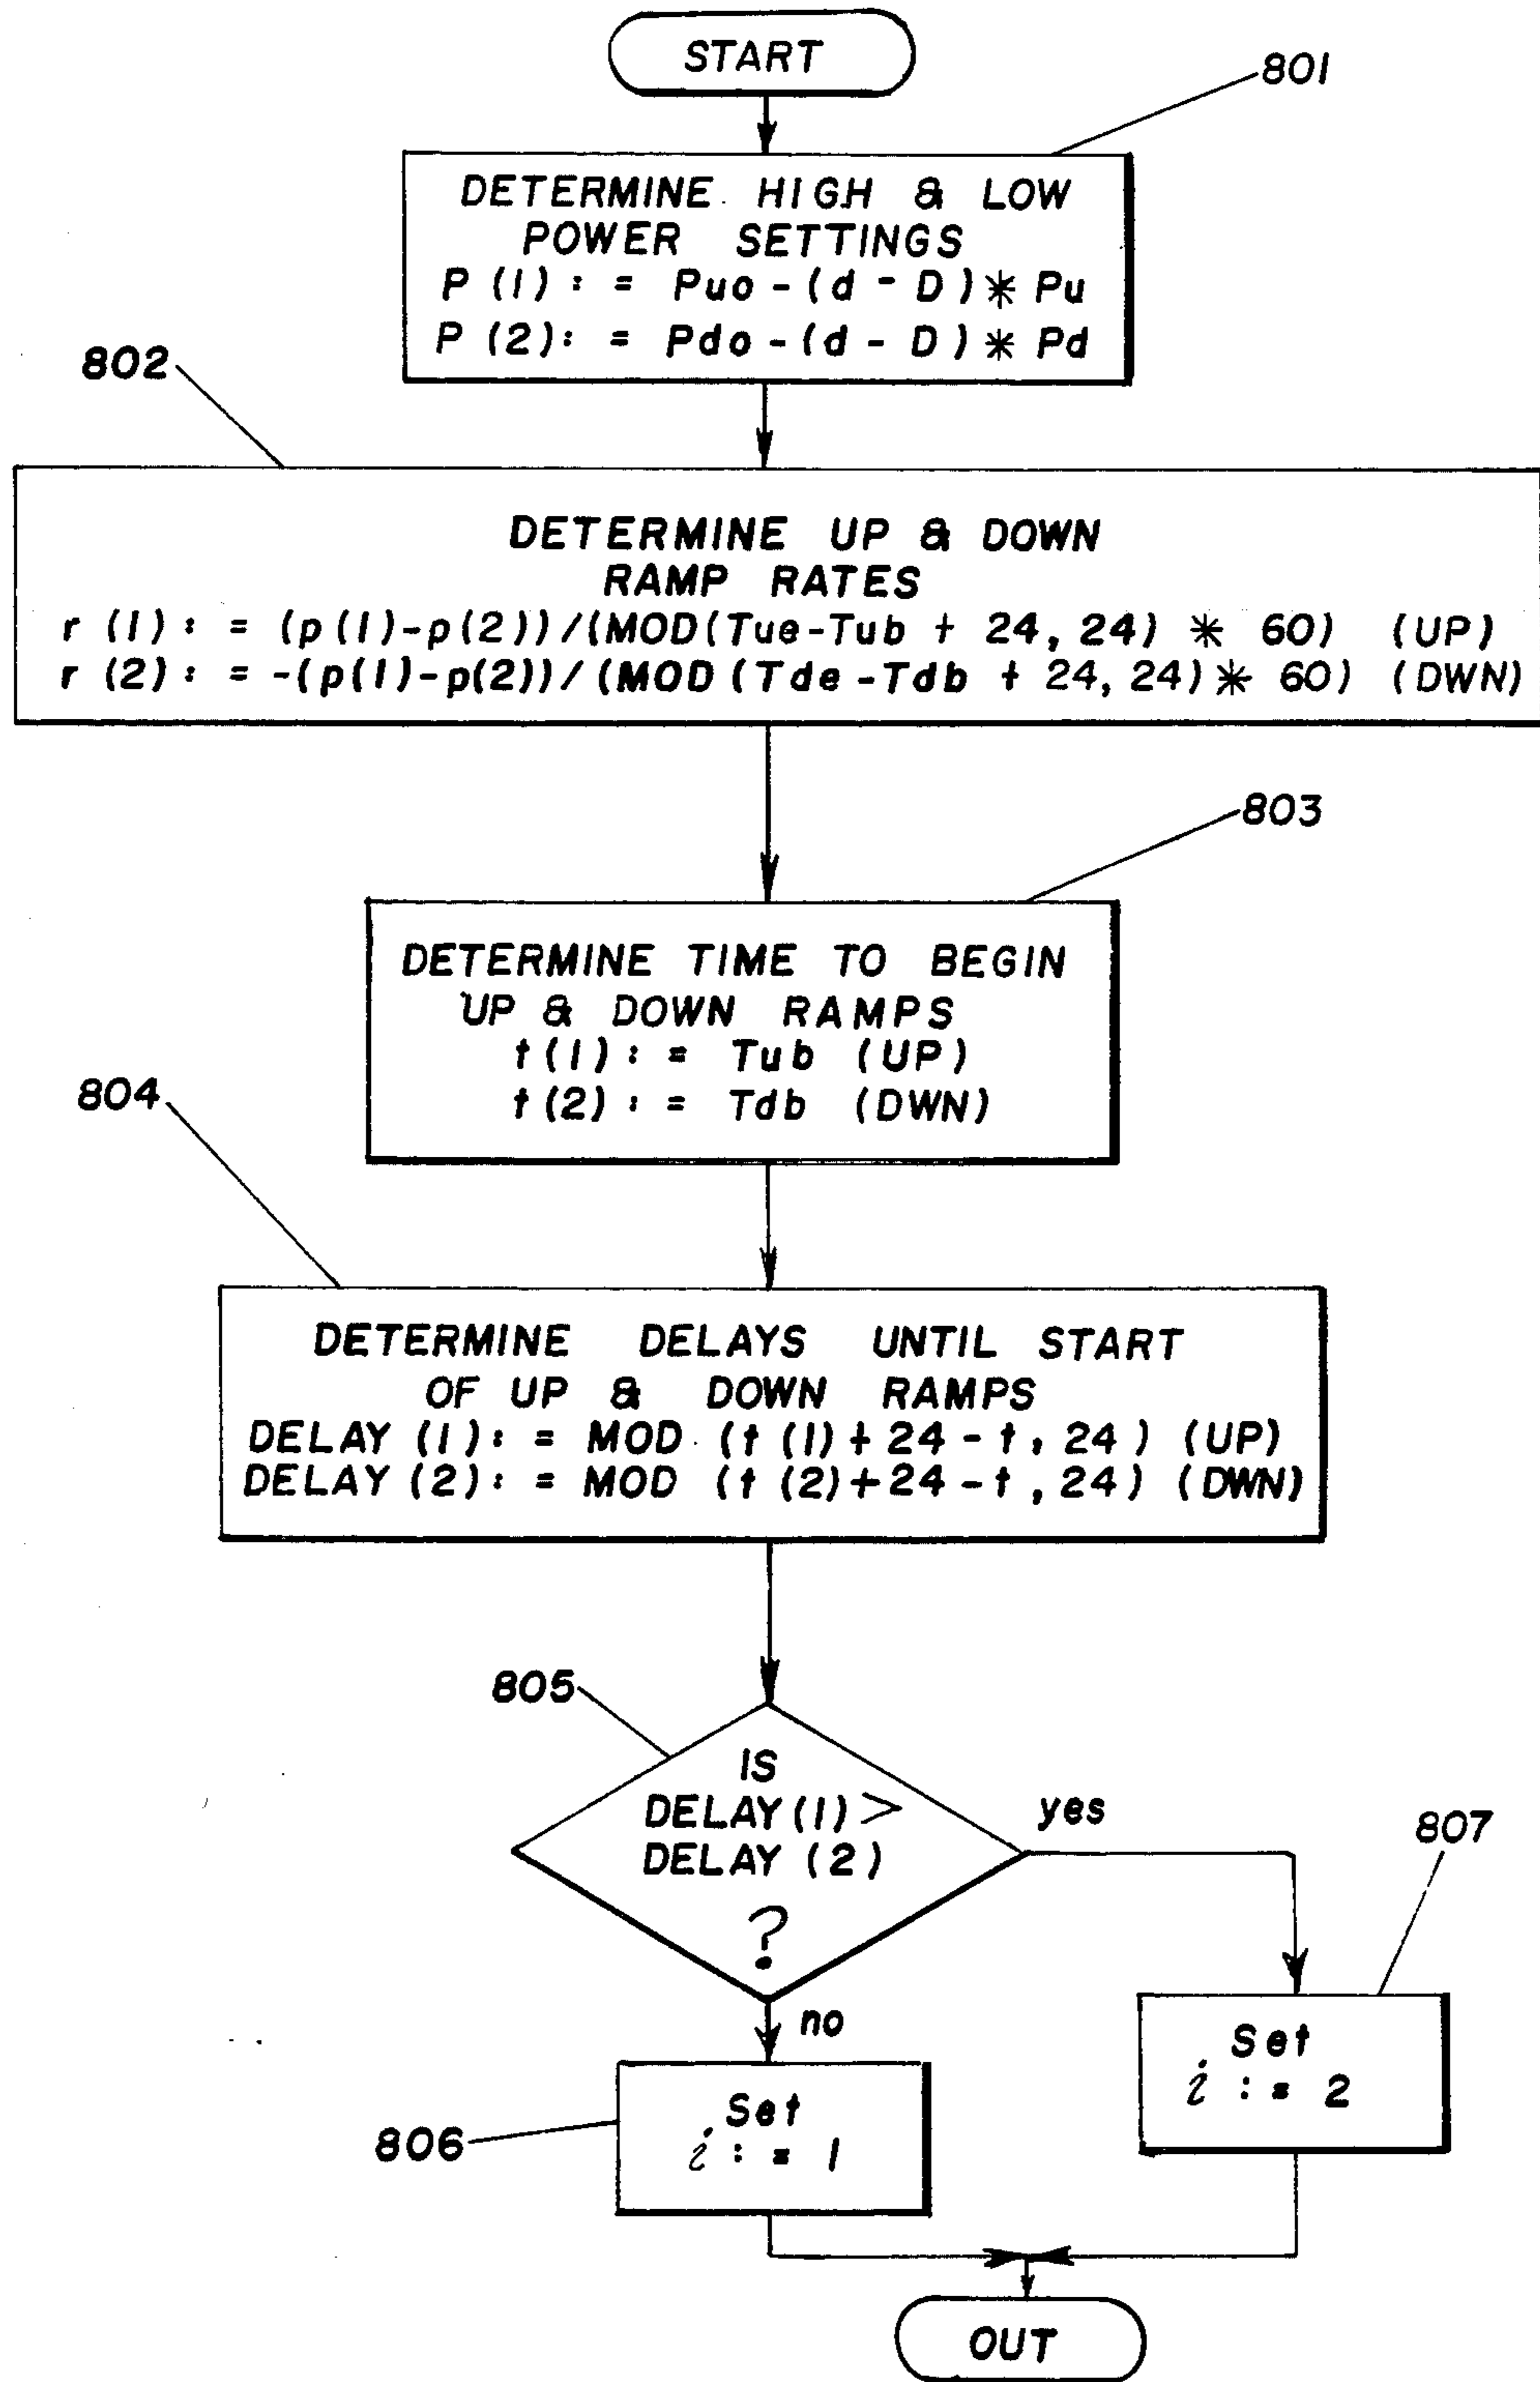 START
801
DETERMINE HIGH & LOW
POWER SETTINGS
P (1) : = Puo - (d - D) * Pu
P (2) : = Pdo - (d - D) * Pd
802
DETERMINE UP & DOWN
RAMP RATES
r (1) : = (p(1)-p(2))/(MOD(Tue-Tub + 24, 24) * 60) (UP)
r (2) : = -(p(1)-p(2))/(MOD (Tde-Tdb + 24, 24) * 60) (DWN)
803
DETERMINE TIME TO BEGIN
UP & DOWN RAMPS
t(1) : = Tub (UP)
t(2) : = Tdb (DWN)
804
DETERMINE DELAYS UNTIL START
OF UP & DOWN RAMPS
DELAY (1) : = MOD (t (1) + 24 - t, 24) (UP)
DELAY (2) : = MOD (t (2) + 24 - t, 24) (DWN)
805
IS
DELAY (1) >
DELAY (2)
?
yes
807
no
Set
i : = 2
Set
i : = 1
806
OUT